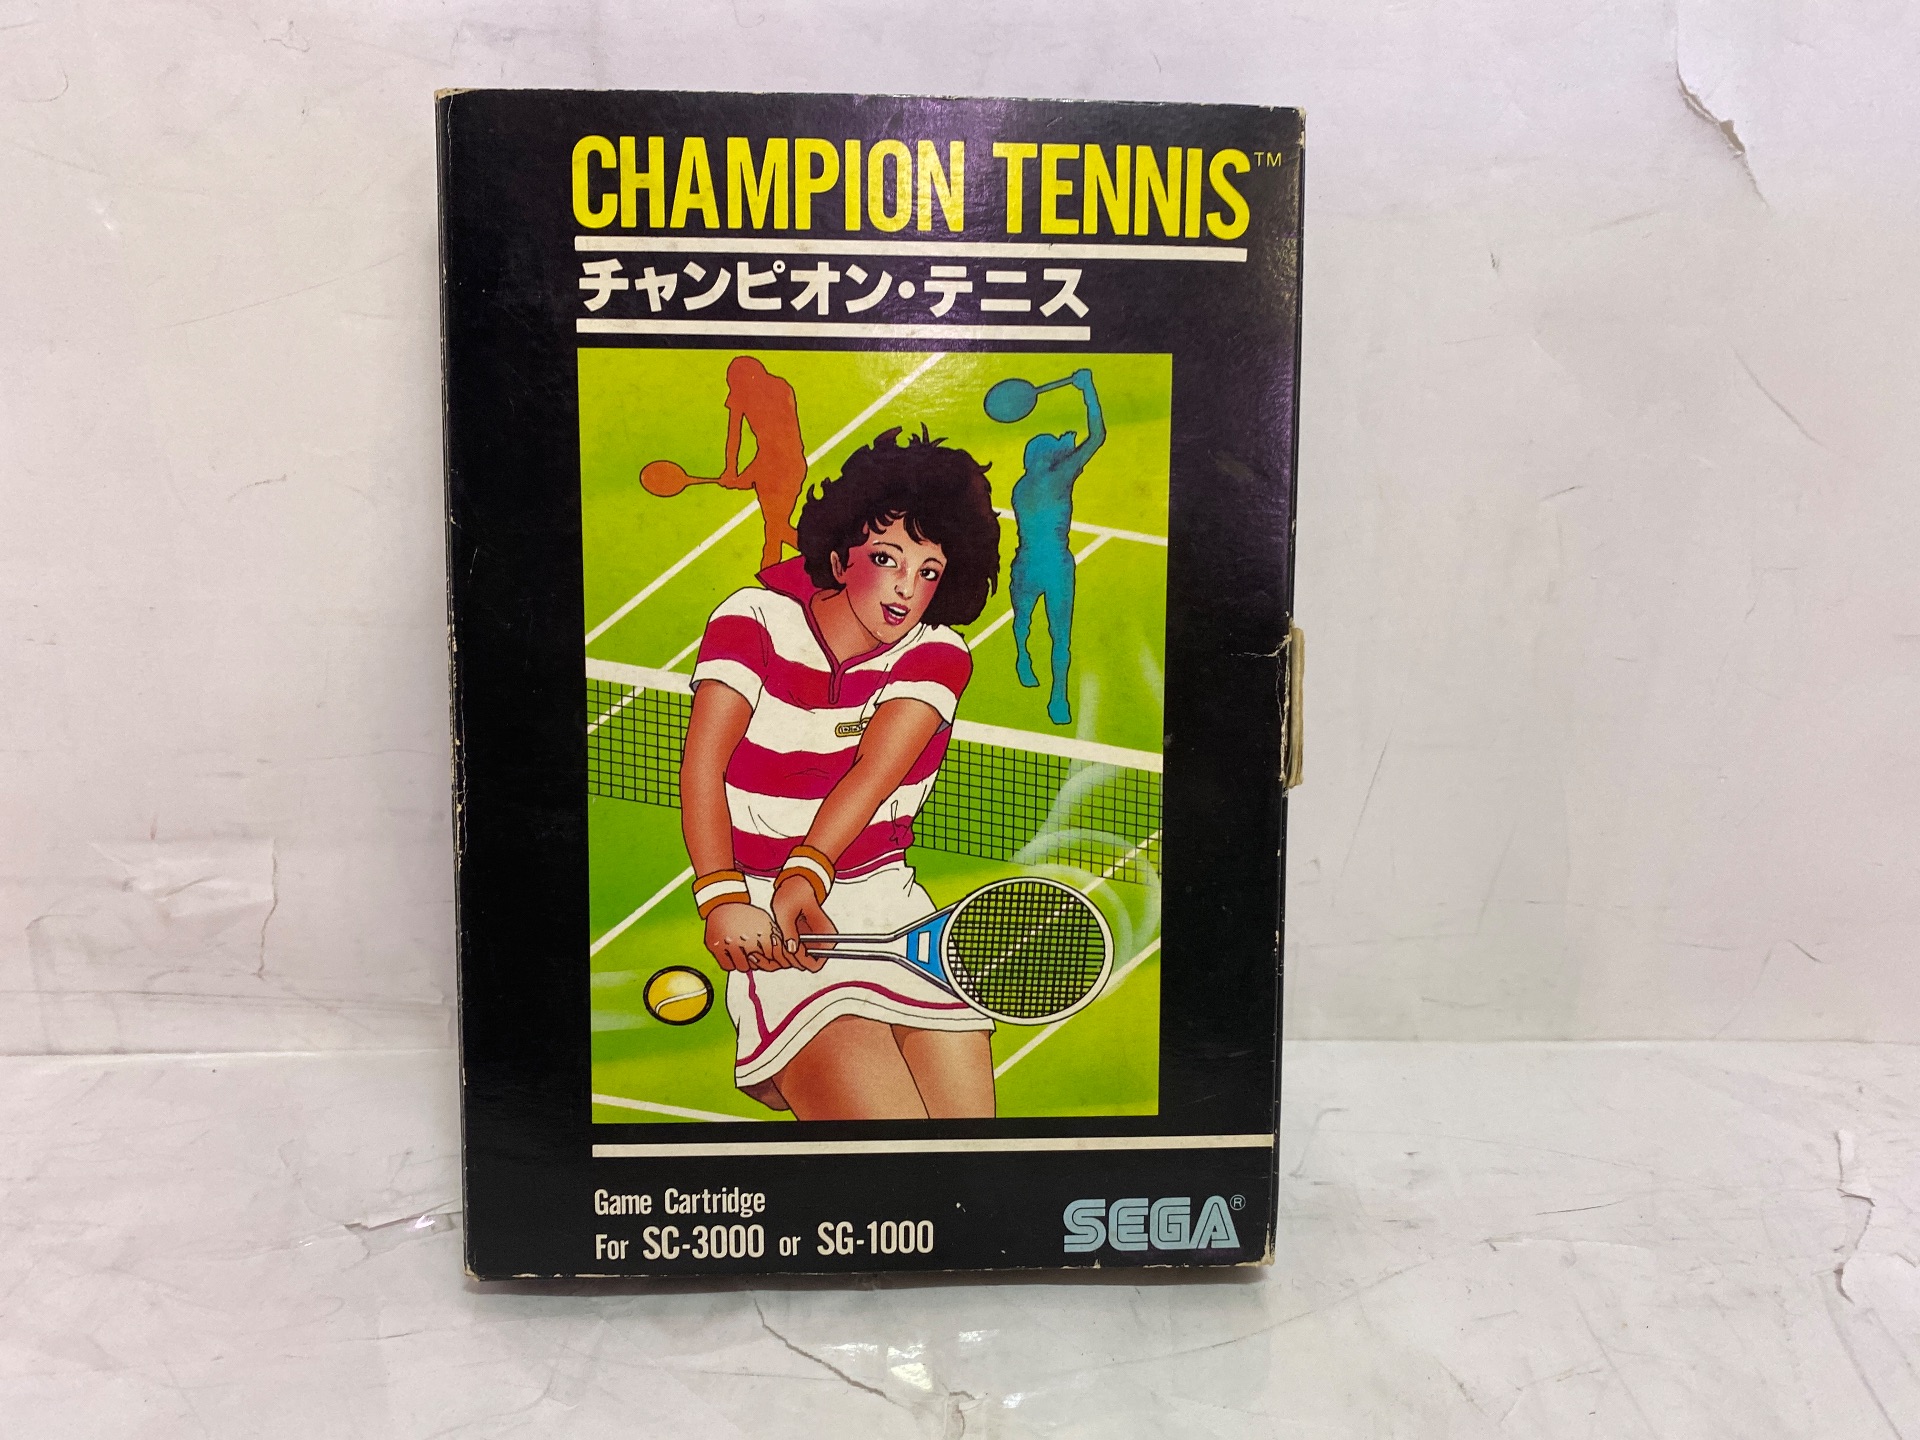 CHAMPION TENNIS™
チャンピオン・テニス
Game Cartridge
For SC-3000 or SG-1000
SEGA®